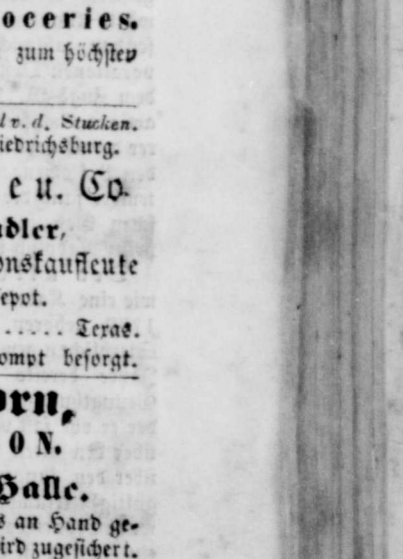 oceries.
zum höchsten
l v. d. Stucken.
iedrichsburg.
e u. Co.
ndler,
onskaufleute
epot.
...... Texas.
ompt besorgt.
orn,
ON.
Halle.
s an Hand ge-
ird zugesichert.